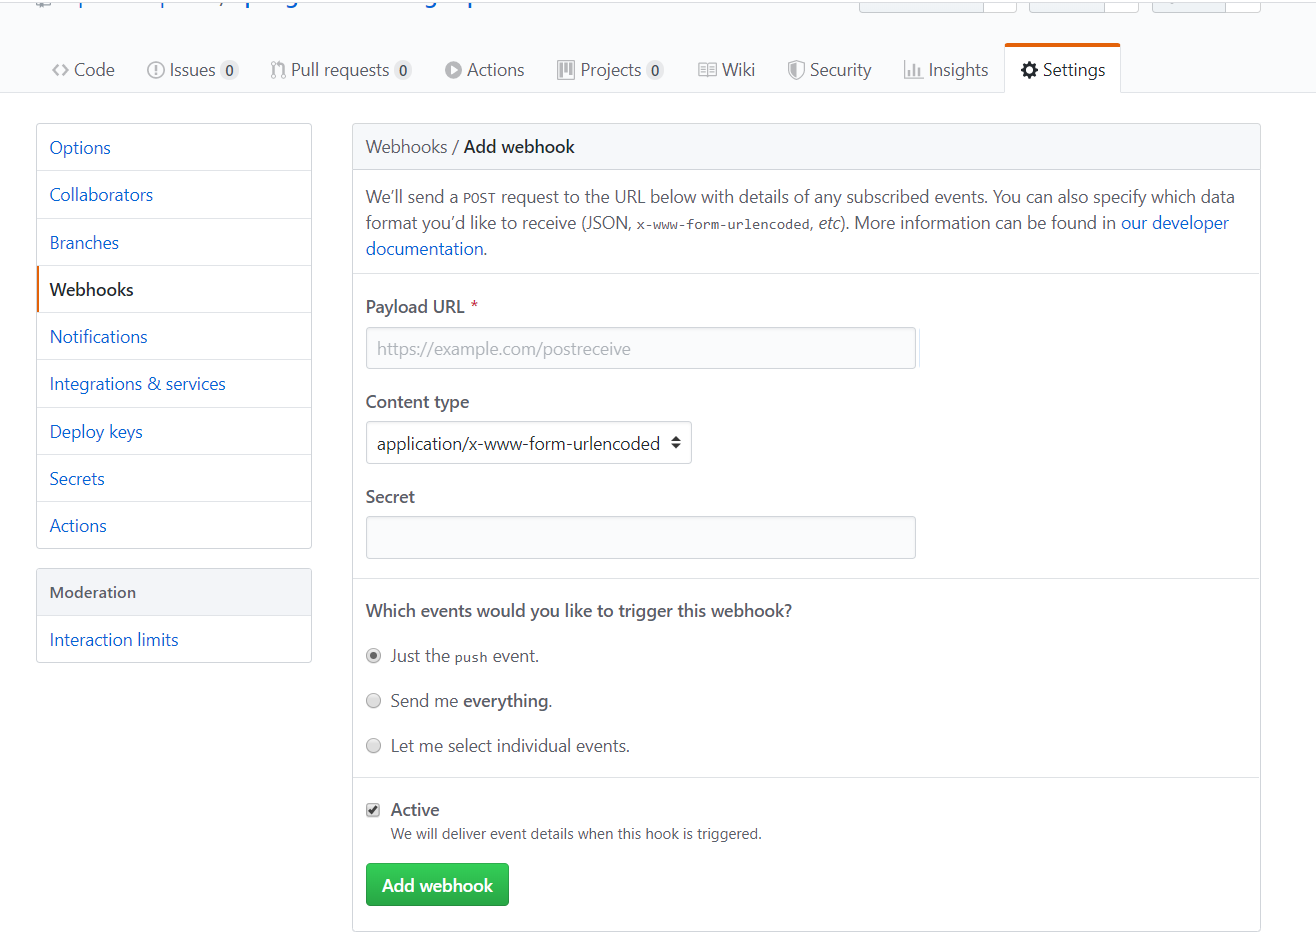 Code
Issues 0
Pull requests 0
Actions
Projects 0
Wiki
Security
Insights
Settings
Options
Collaborators
Branches
Webhooks
Notifications
Integrations & services
Deploy keys
Secrets
Actions
Moderation
Interaction limits
Webhooks / Add webhook
We’ll send a POST request to the URL below with details of any subscribed events. You can also specify which data
format you’d like to receive (JSON, x-www-form-urlencoded, etc). More information can be found in our developer
documentation.
Payload URL *
https://example.com/postreceive
Content type
application/x-www-form-urlencoded
Secret
Which events would you like to trigger this webhook?
Just the push event.
Send me everything.
Let me select individual events.
Active
We will deliver event details when this hook is triggered.
Add webhook